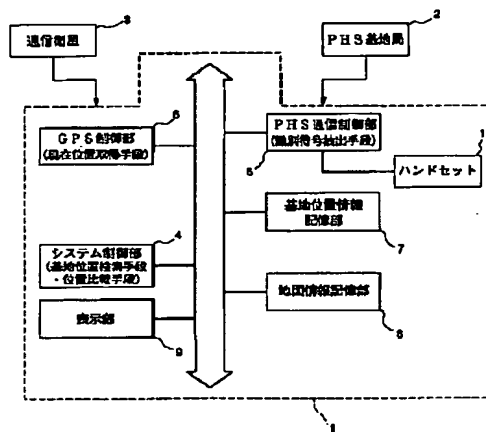 3
通信衛星
2
PHS基地局
6
GPS制御部
(現在位置取得手段)
PHS通信制御部
(識別符号抽出手段)
5
1
ハンドセット
基地位置情報
記憶部
7
4
システム制御部
(基地位置検索手段
・位置比較手段)
地図情報記憶部
8
表示部
9
1